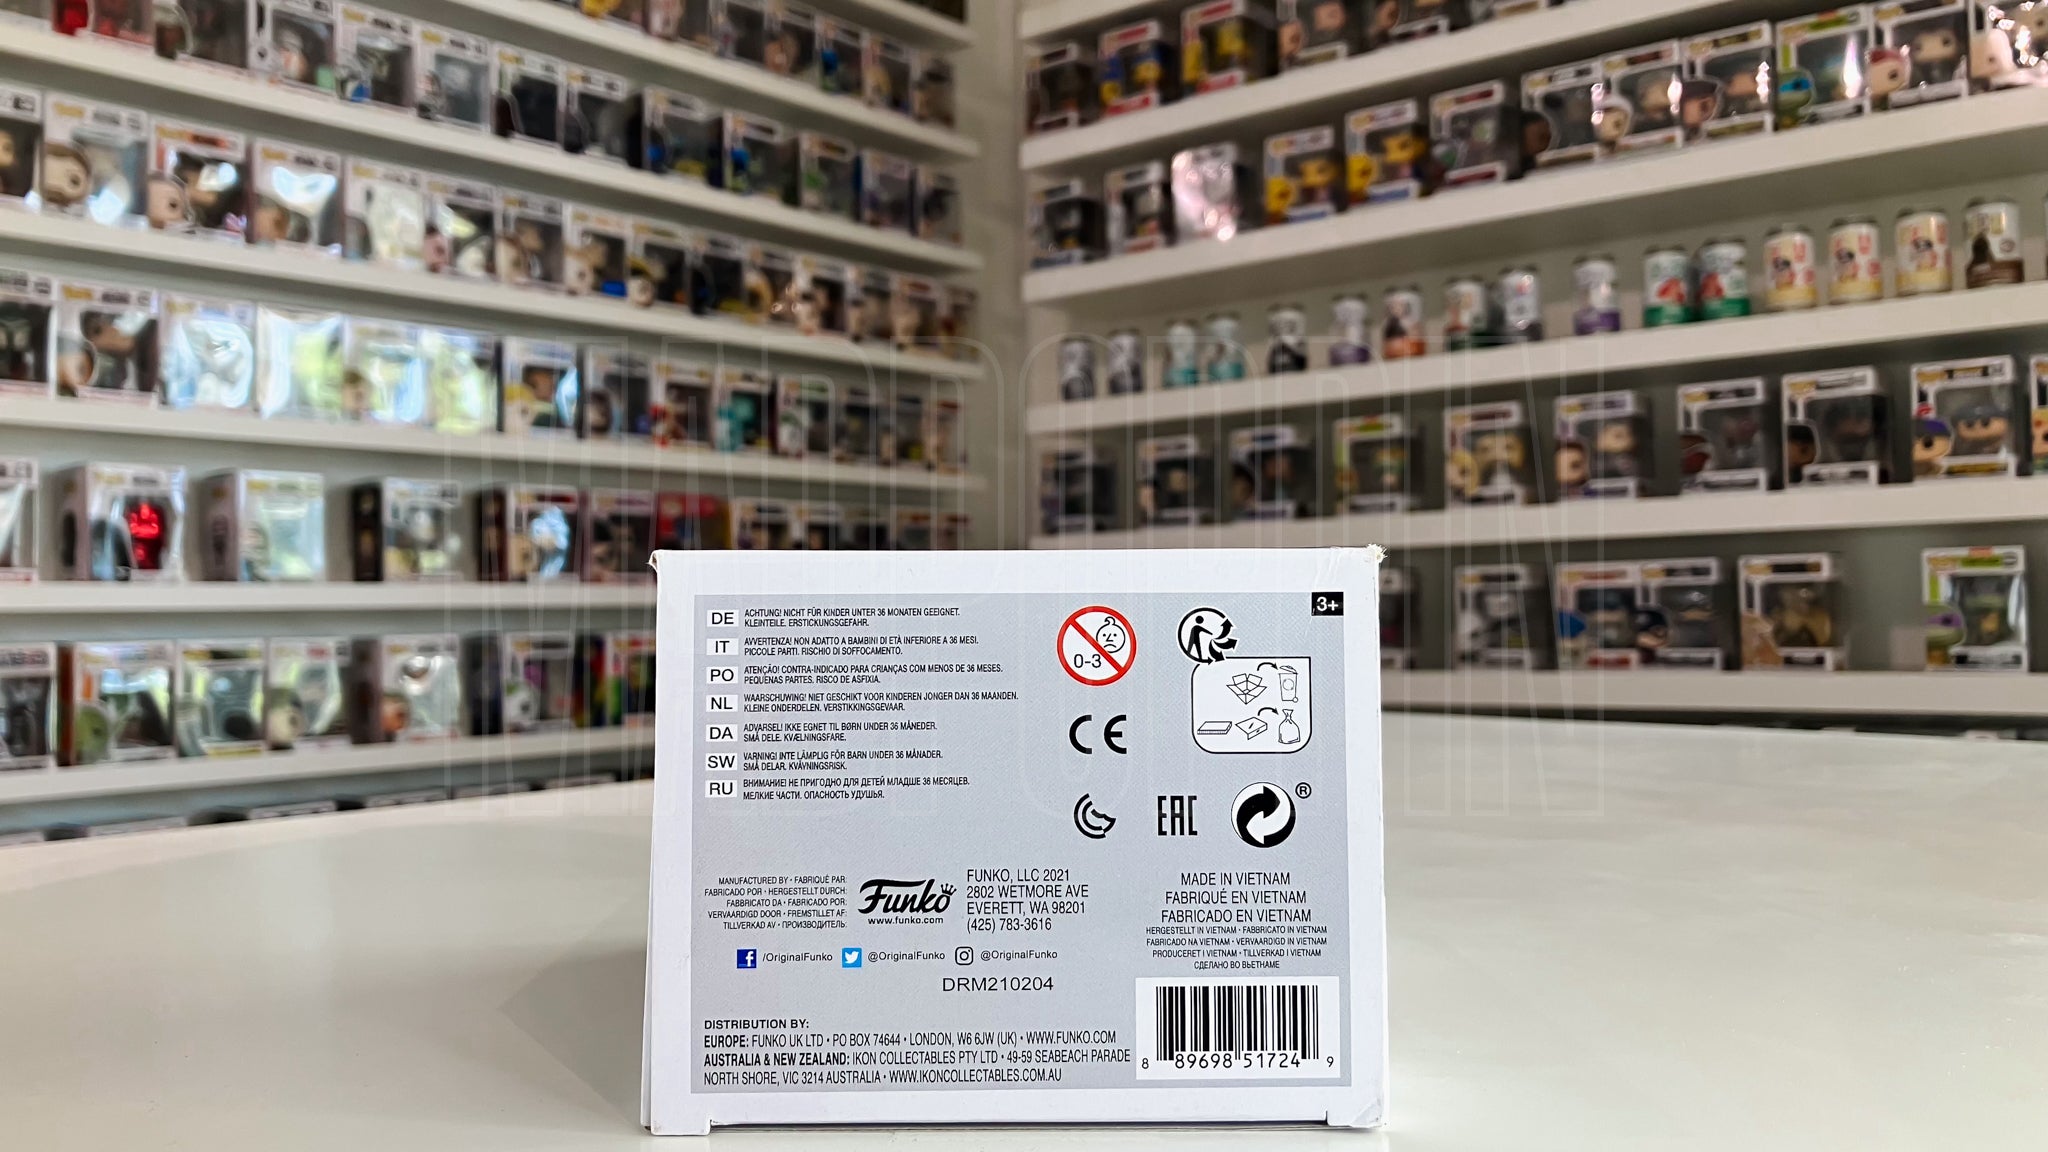 MADPOPPIN
3+
DE ACHTUNG! NICHT FÜR KINDER UNTER 36 MONATEN GEEIGNET.
KLEINTEILE. ERSTICKUNGSGEFAHR.
IT AVVERTENZA! NON ADATTO A BAMBINI DI ETÀ INFERIORE A 36 MESI.
PICCOLE PARTI. RISCHIO DI SOFFOCAMENTO.
PO ATENÇÃO! CONTRA-INDICADO PARA CRIANÇAS COM MENOS DE 36 MESES.
PEQUENAS PARTES. RISCO DE ASFIXIA.
NL WAARSCHUWING! NIET GESCHIKT VOOR KINDEREN JONGER DAN 36 MAANDEN.
KLEINE ONDERDELEN. VERSTIKKINGSGEVAAR.
DA ADVARSEL! IKKE EGNET TIL BØRN UNDER 36 MÅNEDER.
SMÅ DELE. KVÆLNINGSFARE.
SW VARNING! INTE LÄMPLIG FÖR BARN UNDER 36 MÅNADER.
SMÅ DELAR. KVÄVNINGSRISK.
RU ВНИМАНИЕ! НЕ ПРИГОДНО ДЛЯ ДЕТЕЙ МЛАДШЕ 36 МЕСЯЦЕВ.
МЕЛКИЕ ЧАСТИ. ОПАСНОСТЬ УДУШЬЯ.
0-3
CE
EAC
®
MANUFACTURED BY • FABRIQUÉ PAR:
FABRICADO POR • HERGESTELLT DURCH:
FABBRICATO DA • FABRICADO POR:
VERVAARDIGD DOOR • FREMSTILLET AF:
TILLVERKAD AV • ПРОИЗВОДИТЕЛЬ:
Funko
www.funko.com
FUNKO, LLC 2021
2802 WETMORE AVE
EVERETT, WA 98201
(425) 783-3616
MADE IN VIETNAM
FABRIQUÉ EN VIETNAM
FABRICADO EN VIETNAM
HERGESTELLT IN VIETNAM • FABBRICATO IN VIETNAM
FABRICADO NA VIETNAM • VERVAARDIGD IN VIETNAM
PRODUCERET I VIETNAM • TILLVERKAD I VIETNAM
СДЕЛАНО ВО ВЬЕТНАМЕ
/OriginalFunko @OriginalFunko @OriginalFunko
DRM210204
DISTRIBUTION BY:
EUROPE: FUNKO UK LTD • PO BOX 74644 • LONDON, W6 6JW (UK) • WWW.FUNKO.COM
AUSTRALIA & NEW ZEALAND: IKON COLLECTABLES PTY LTD • 49-59 SEABEACH PARADE
NORTH SHORE, VIC 3214 AUSTRALIA • WWW.IKONCOLLECTABLES.COM.AU
8 89698 51724 9